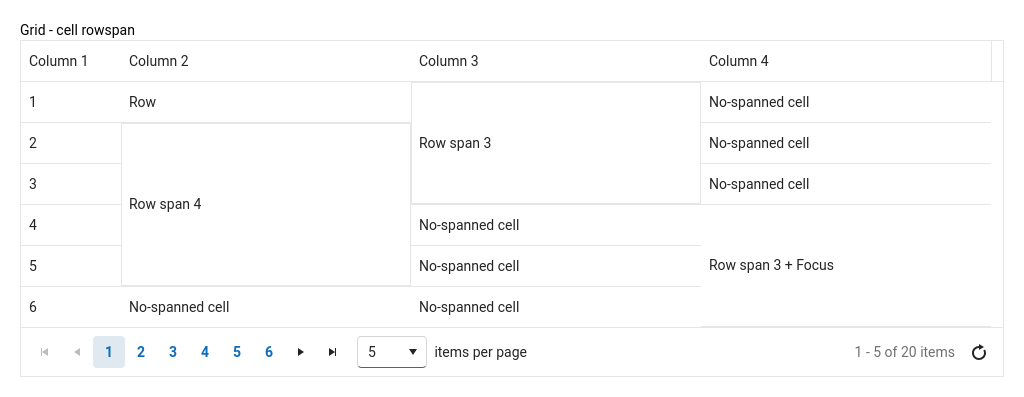 Grid - cell rowspan
Column 1 Column 2 Column 3 Column 4
1 Row No-spanned cell
2 Row span 3 No-spanned cell
3 No-spanned cell
Row span 4
4 No-spanned cell
5 No-spanned cell Row span 3 + Focus
6 No-spanned cell No-spanned cell
1 2 3 4 5 6 5 items per page 1 - 5 of 20 items